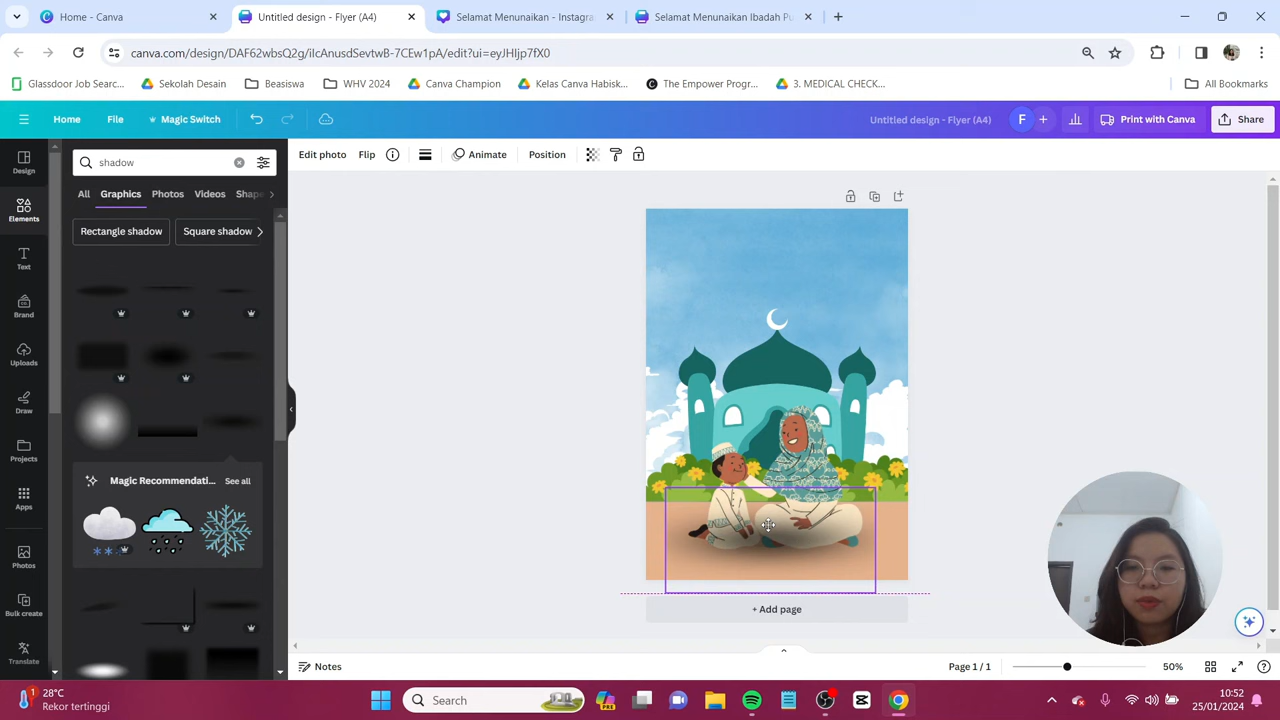 Home - Canva
Untitled design - Flyer (A4)
Selamat Menunaikan - Instagra
Selamat Menunaikan Ibadah Pu
canva.com/design/DAF62wbsQ2g/iIcAnusdSevtwB-7CEw1pA/edit?ui=eyJHIjp7fX0
Glassdoor Job Searc...
Sekolah Desain
Beasiswa
WHV 2024
Canva Champion
Kelas Canva Habisk...
The Empower Progr...
3. MEDICAL CHECK...
All Bookmarks
Home
File
Magic Switch
Untitled design - Flyer (A4)
F
Print with Canva
Share
Design
Elements
Text
Brand
Uploads
Draw
Projects
Apps
Photos
Bulk create
Translate
shadow
All
Graphics
Photos
Videos
Shape
Rectangle shadow
Square shadow
Magic Recommendati...
See all
Edit photo
Flip
Animate
Position
+ Add page
Notes
Page 1 / 1
50%
1
28°C
Rekor tertinggi
Search
PRE
10:52
25/01/2024